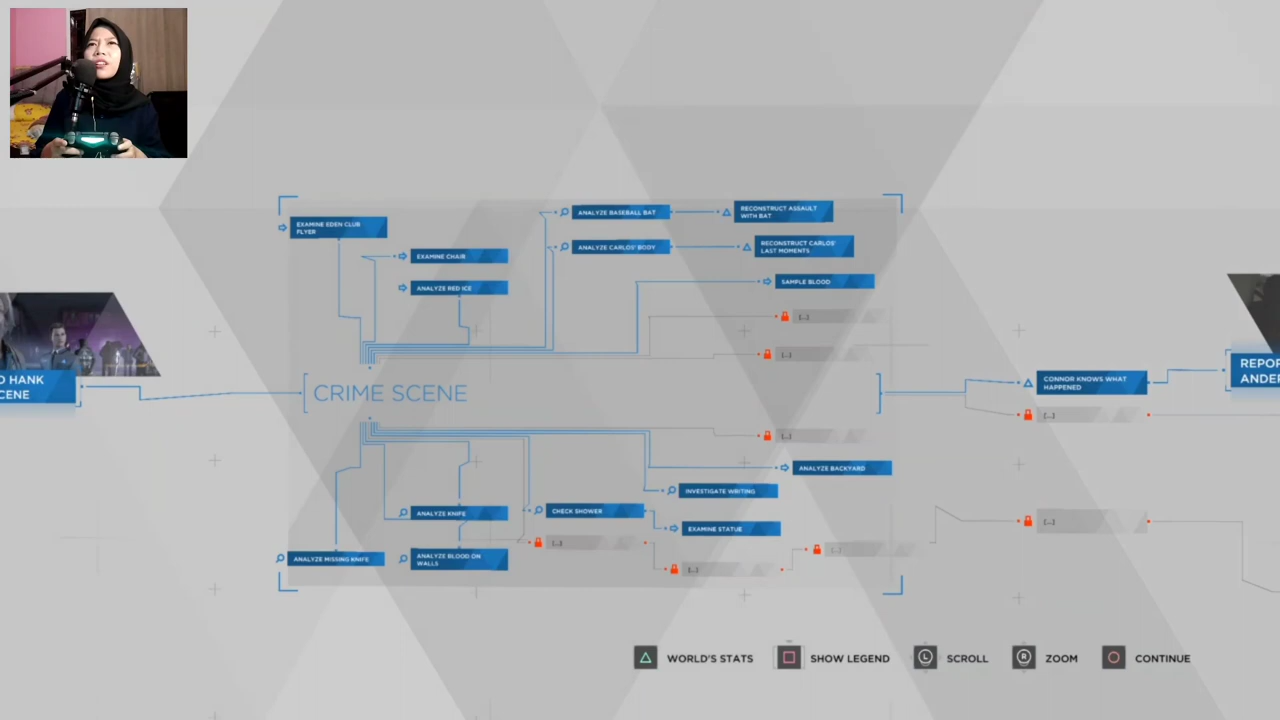 EXAMINE EDEN CLUB
FLYER
EXAMINE CHAIR
ANALYZE RED ICE
ANALYZE BASEBALL BAT
RECONSTRUCT ASSAULT
WITH BAT
ANALYZE CARLOS' BODY
RECONSTRUCT CARLOS'
LAST MOMENTS
SAMPLE BLOOD
[...]
[...]
D HANK
CENE
CRIME SCENE
CONNOR KNOWS WHAT
HAPPENED
[...]
REPOR
ANDER
[...]
ANALYZE BACKYARD
INVESTIGATE WRITING
ANALYZE KNIFE
CHECK SHOWER
EXAMINE STATUE
[...]
[...]
[...]
[...]
ANALYZE MISSING KNIFE
ANALYZE BLOOD ON
WALLS
WORLD'S STATS
SHOW LEGEND
L
SCROLL
R
ZOOM
CONTINUE